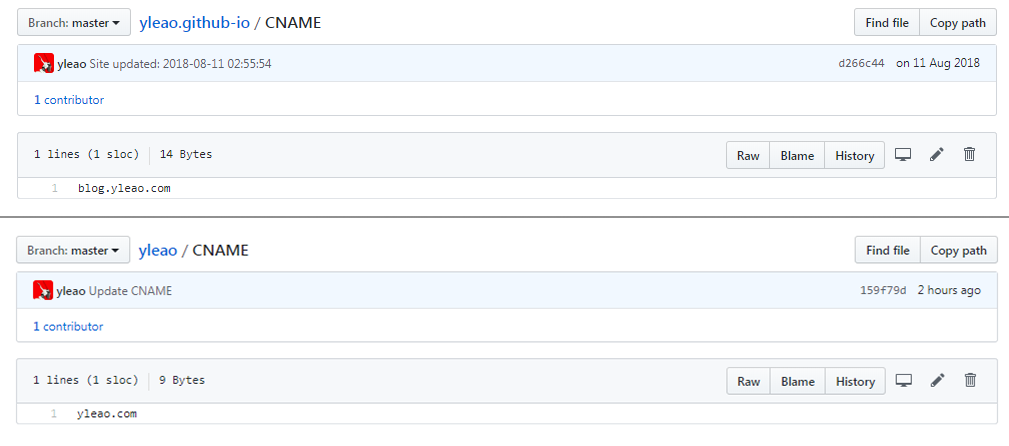 Branch: master yleao.github-io / CNAME Find file Copy path
yleao Site updated: 2018-08-11 02:55:54 d266c44 on 11 Aug 2018
1 contributor
1 lines (1 sloc) 14 Bytes Raw Blame History
1 blog.yleao.com
Branch: master yleao / CNAME Find file Copy path
yleao Update CNAME 159f79d 2 hours ago
1 contributor
1 lines (1 sloc) 9 Bytes Raw Blame History
1 yleao.com